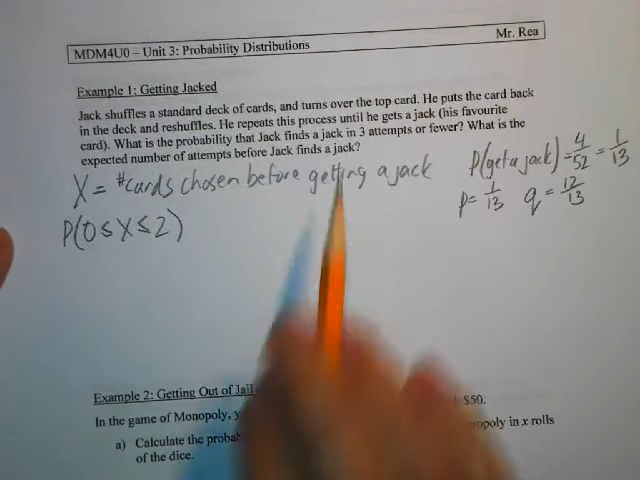 MDM4U0 – Unit 3: Probability Distributions
Mr. Rea
Example 1: Getting Jacked
Jack shuffles a standard deck of cards, and turns over the top card. He puts the card back
in the deck and reshuffles. He repeats this process until he gets a jack (his favourite
card). What is the probability that Jack finds a jack in 3 attempts or fewer? What is the
expected number of attempts before Jack finds a jack?
P(get a jack) = 4/52 = 1/13
X = # cards chosen before getting a jack
p = 1/13 q = 12/13
P(0 ≤ X ≤ 2)
Example 2: Getting Out of Jail
$50.
In the game of Monopoly,
in x rolls
a) Calculate the
of the dice.